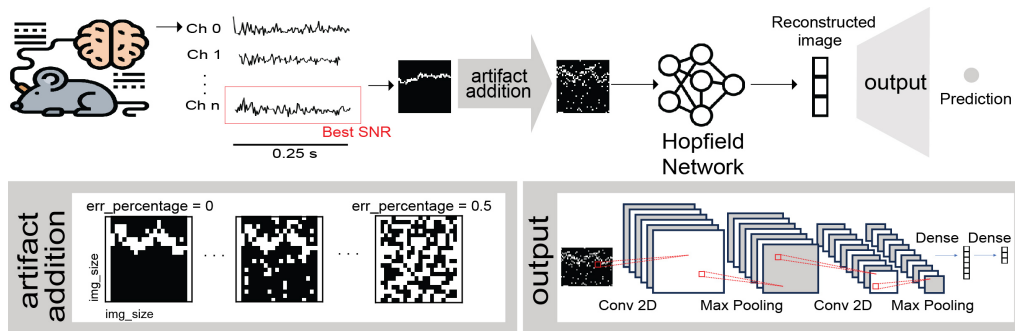 Ch 0
Ch 1
Ch n
Best SNR
0.25 s
artifact
addition
Hopfield
Network
Reconstructed
image
output
Prediction
artifact
addition
err_percentage = 0
err_percentage = 0.5
img_size
img_size
output
Conv 2D
Max Pooling
Conv 2D
Max Pooling
Dense
Dense